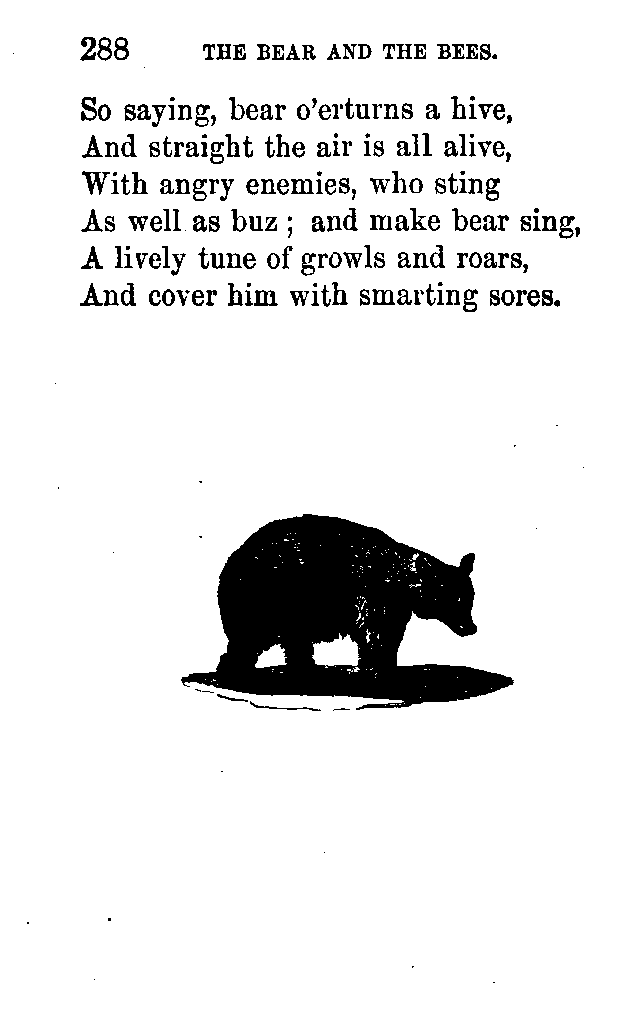 288 THE BEAR AND THE BEES.
So saying, bear o'erturns a hive,
And straight the air is all alive,
With angry enemies, who sting
As well as buz ; and make bear sing,
A lively tune of growls and roars,
And cover him with smarting sores.